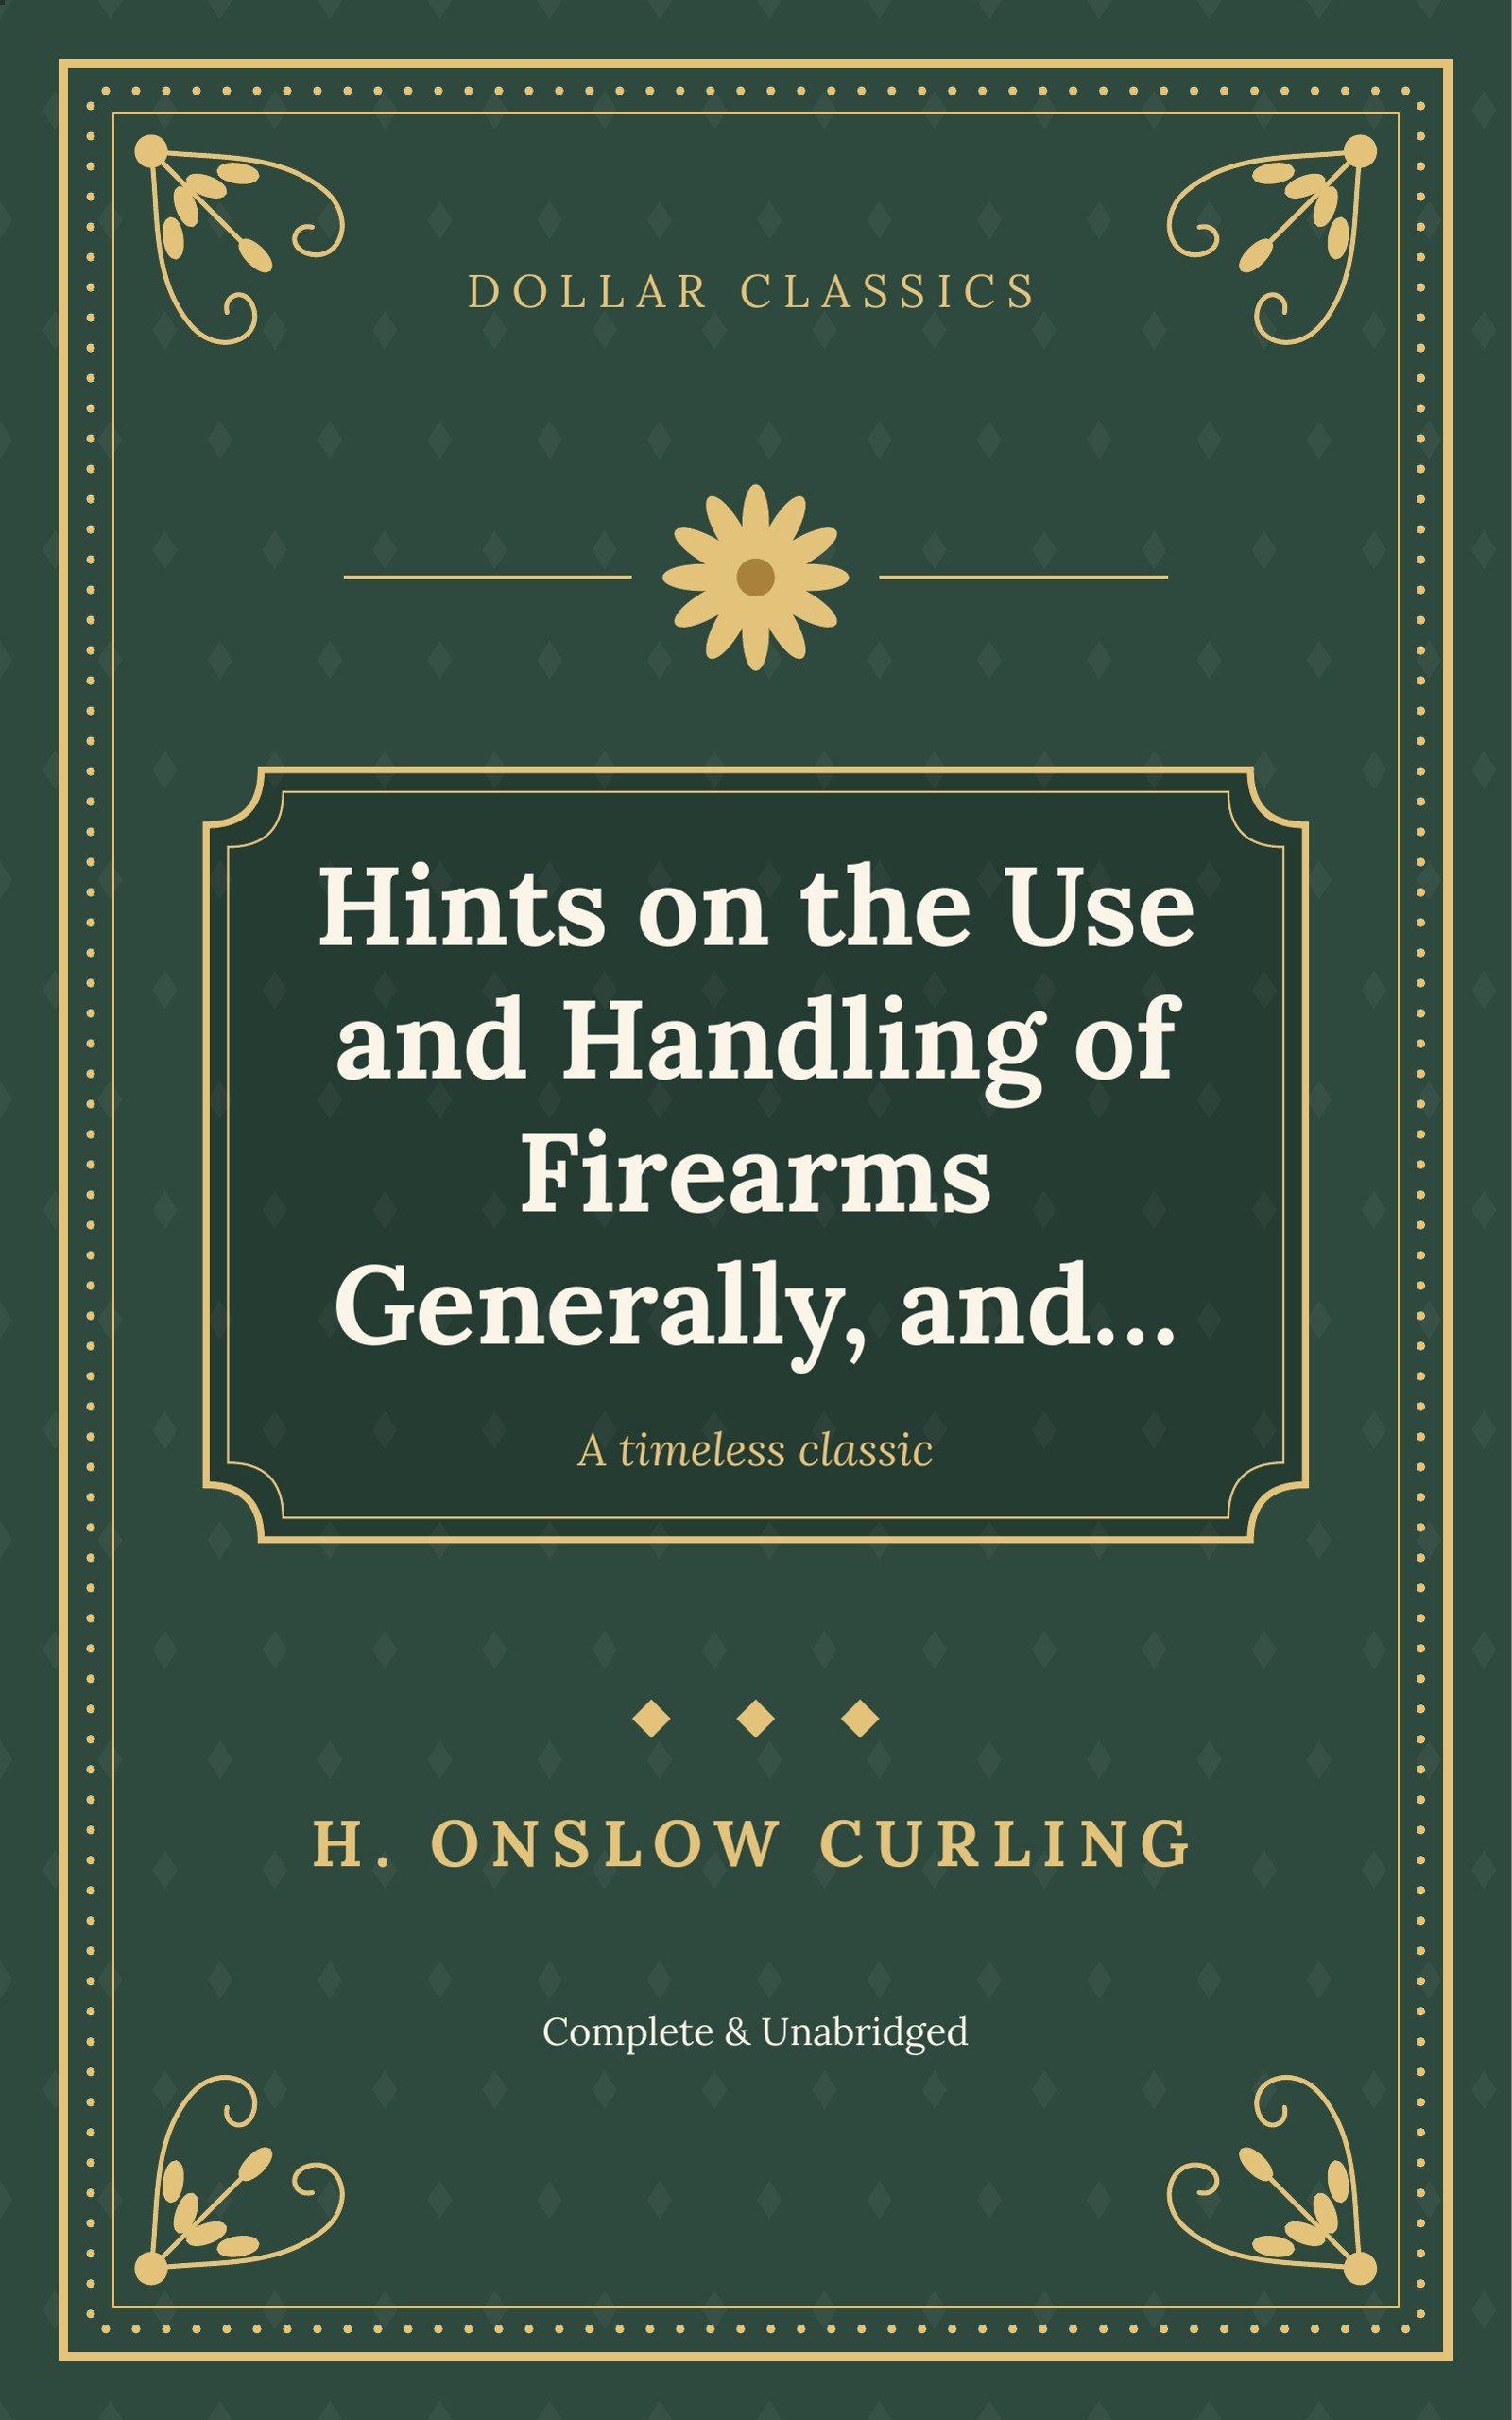 DOLLAR CLASSICS
Hints on the Use
and Handling of
Firearms
Generally, and...
A timeless classic
H. ONSLOW CURLING
Complete & Unabridged